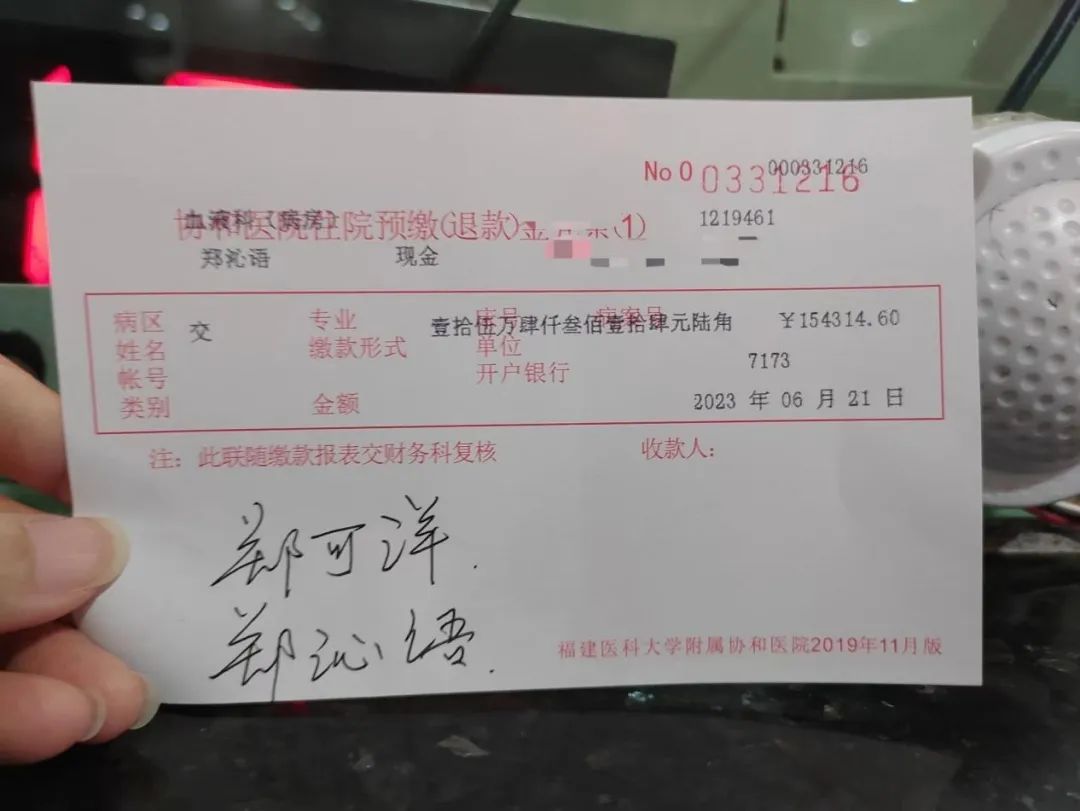 No 0 0331216 000331216
协和医院住院预缴(退款)金 (1) 血液科(病房) 1219461
郑沁语 现金
病区 专业 床号 病案号
交 壹拾伍万肆仟叁佰壹拾肆元陆角 ￥154314.60
姓名 缴款形式 单位
帐号 开户银行 7173
类别 金额 2023 年 06 月 21 日
注：此联随缴款报表交财务科复核 收款人：
郑可洋.
郑沁语.
福建医科大学附属协和医院2019年11月版